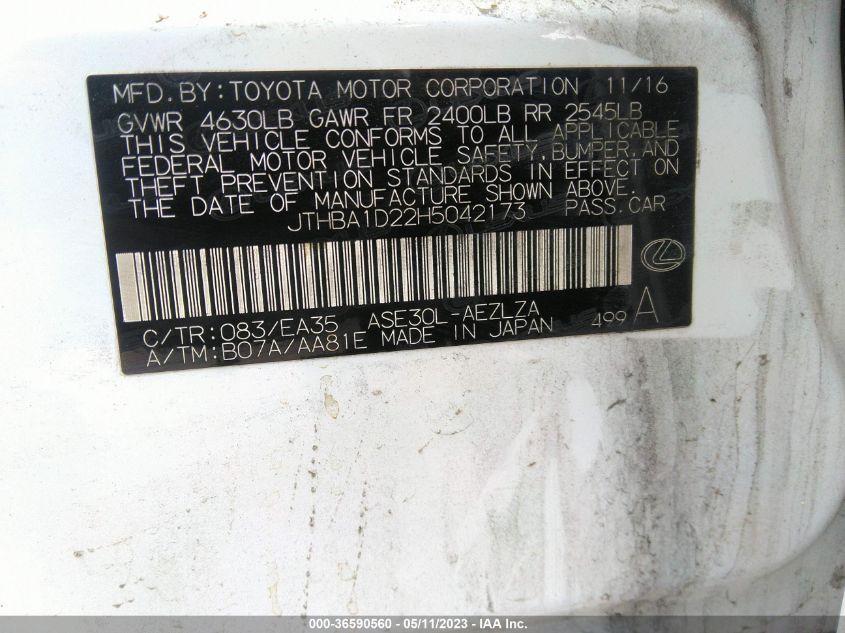 MFD. BY: TOYOTA MOTOR CORPORATION 11/16
GVWR 4630LB GAWR FR 2400LB RR 2545LB
THIS VEHICLE CONFORMS TO ALL APPLICABLE
FEDERAL MOTOR VEHICLE SAFETY, BUMPER, AND
THEFT PREVENTION STANDARDS IN EFFECT ON
THE DATE OF MANUFACTURE SHOWN ABOVE.
JTHBA1D22H5042173 PASS. CAR
C/TR: 083/EA35 ASE30L-AEZLZA
A/TM: B07A/AA81E MADE IN JAPAN 499 A
000-36590560 - 05/11/2023 - IAA Inc.